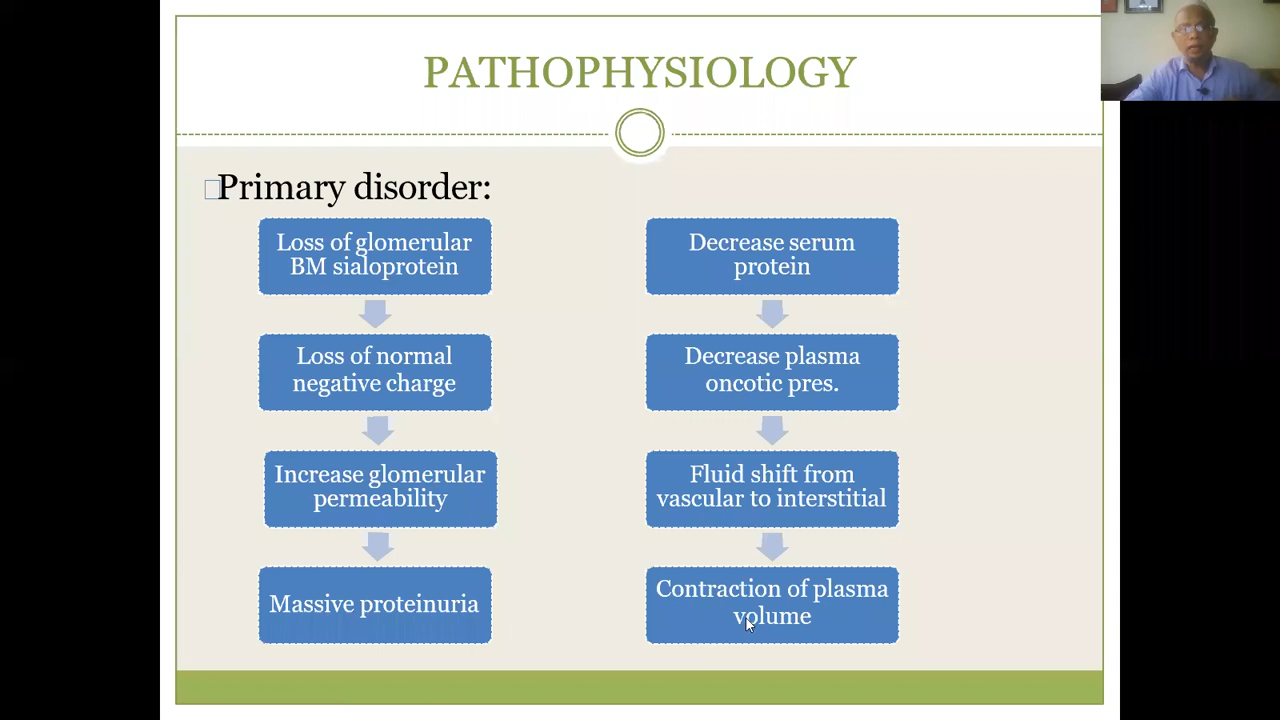 PATHOPHYSIOLOGY
Primary disorder:
Loss of glomerular
BM sialoprotein
Loss of normal
negative charge
Increase glomerular
permeability
Massive proteinuria
Decrease serum
protein
Decrease plasma
oncotic pres.
Fluid shift from
vascular to interstitial
Contraction of plasma
volume